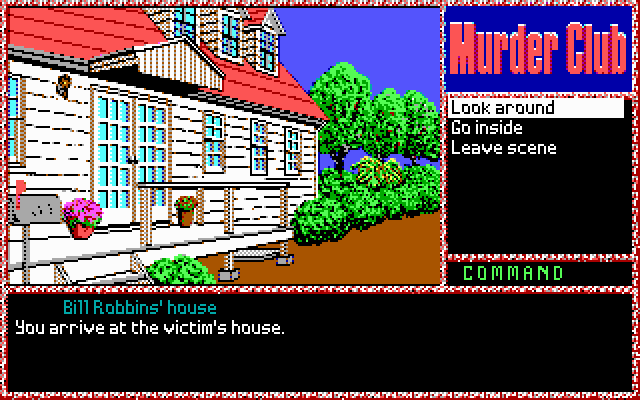 Murder Club
Look around
Go inside
Leave scene
COMMAND
Bill Robbins' house
You arrive at the victim's house.